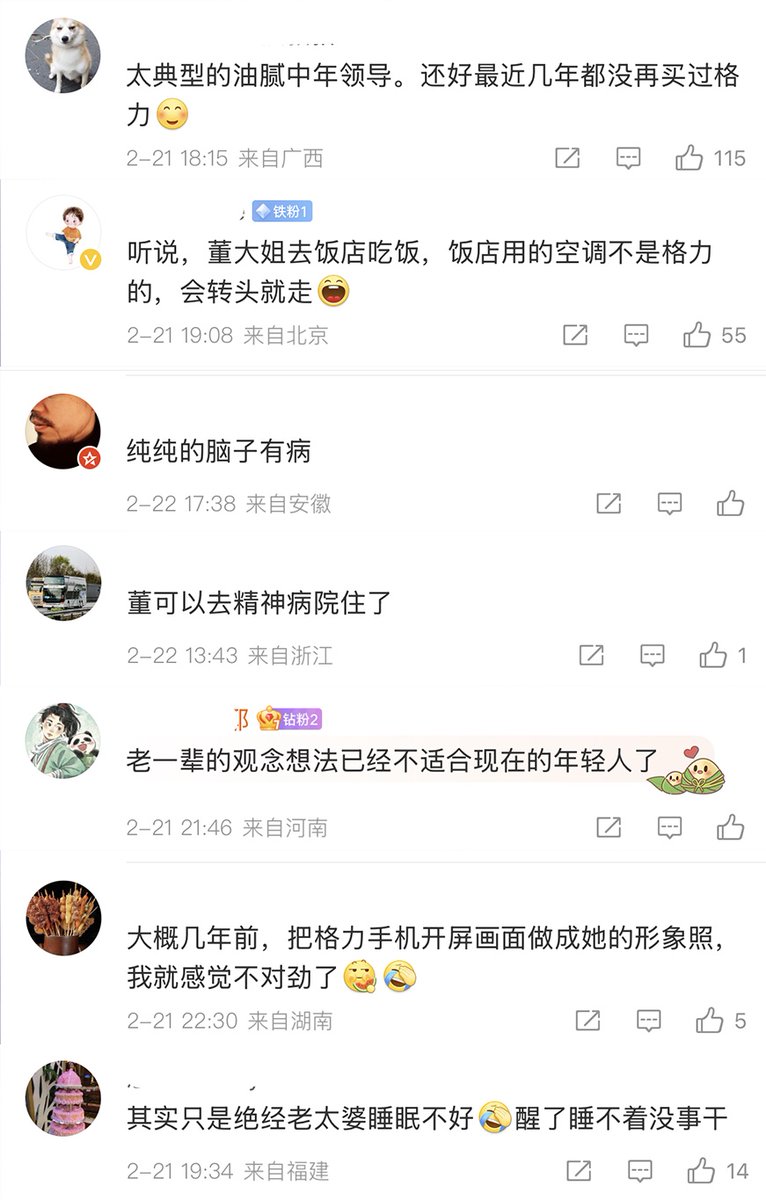 太典型的油腻中年领导。还好最近几年都没再买过格
力
2-21 18:15 来自广西
115
铁粉1
听说，董大姐去饭店吃饭，饭店用的空调不是格力
的，会转头就走
2-21 19:08 来自北京
55
纯纯的脑子有病
2-22 17:38 来自安徽
董可以去精神病院住了
2-22 13:43 来自浙江
1
钻粉2
老一辈的观念想法已经不适合现在的年轻人了
2-21 21:46 来自河南
大概几年前，把格力手机开屏画面做成她的形象照，
我就感觉不对劲了
2-21 22:30 来自湖南
5
其实只是绝经老太婆睡眠不好醒了睡不着没事干
2-21 19:34 来自福建
14